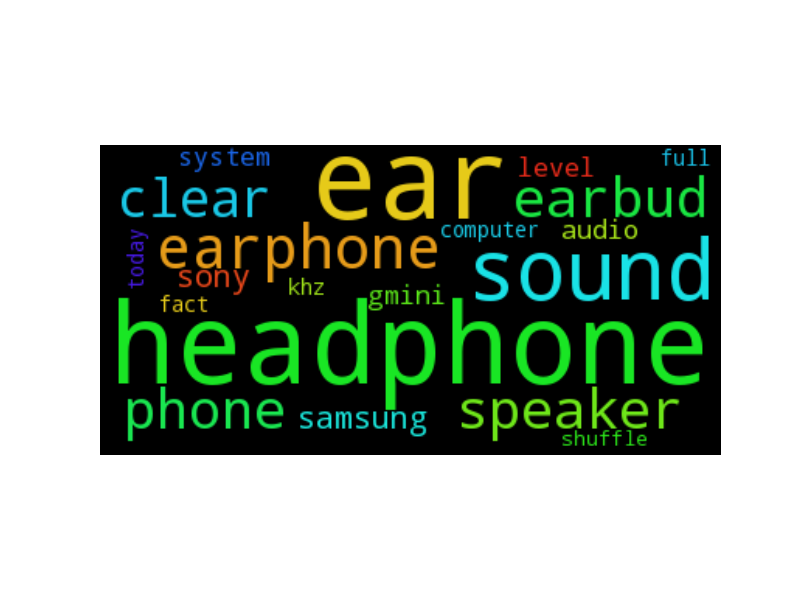 system
ear
level
full
clear
earbud
today
earphone
computer
audio
sony
sound
khz
gmini
fact
headphone
phone
samsung
speaker
shuffle